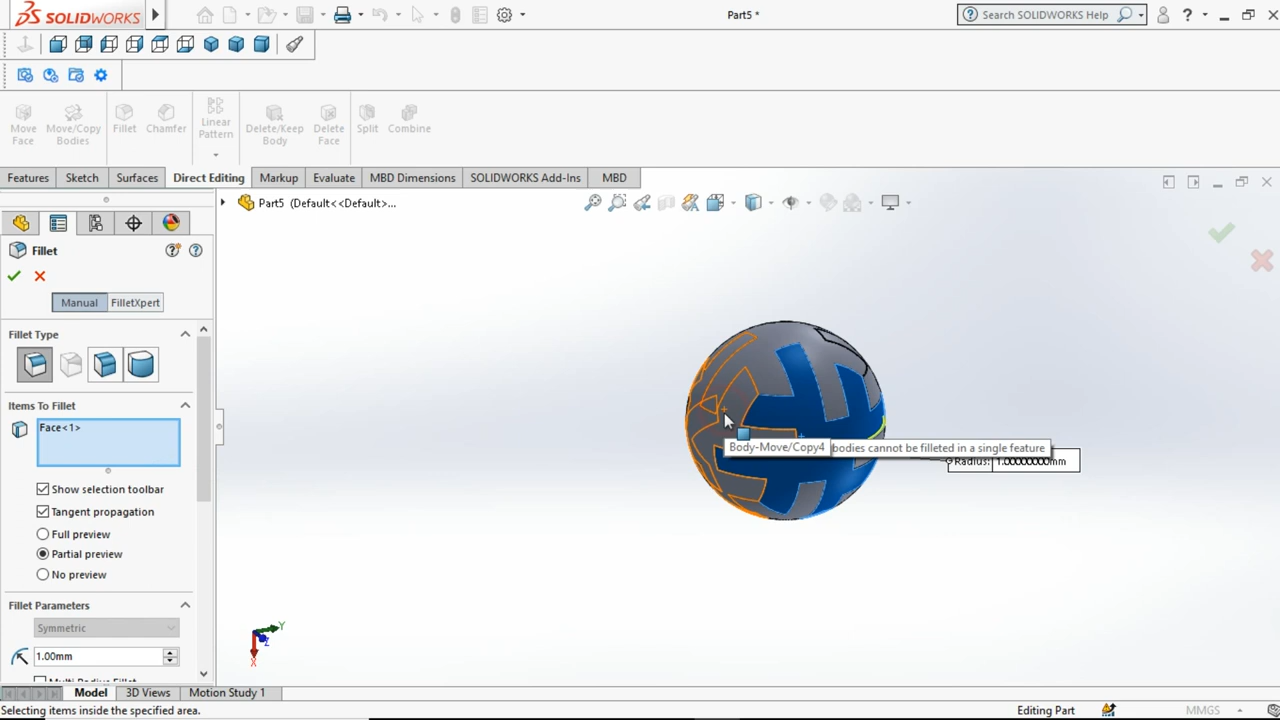 SOLIDWORKS
Part5 *
Search SOLIDWORKS Help
?
Move Face
Move/Copy Bodies
Fillet
Chamfer
Linear Pattern
Delete/Keep Body
Delete Face
Split
Combine
Features
Sketch
Surfaces
Direct Editing
Markup
Evaluate
MBD Dimensions
SOLIDWORKS Add-Ins
MBD
Part5 (Default<<Default>...
Fillet
Manual
FilletXpert
Fillet Type
Items To Fillet
Face<1>
Show selection toolbar
Tangent propagation
Full preview
Partial preview
No preview
Fillet Parameters
Symmetric
1.00mm
Body-Move/Copy4
bodies cannot be filleted in a single feature
Radius: 1.00000000mm
Y
Z
X
Model
3D Views
Motion Study 1
Selecting items inside the specified area.
Editing Part
MMGS